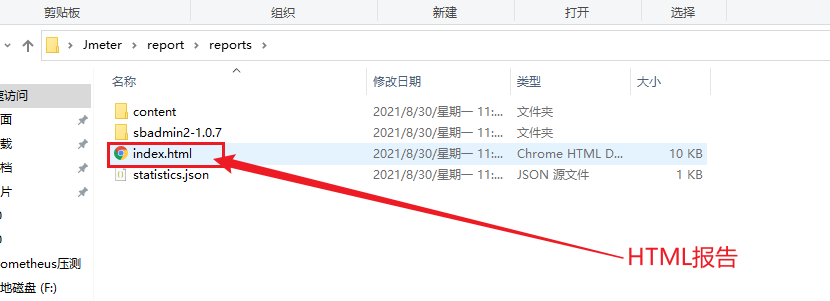 剪贴板 组织 新建 打开 选择
Jmeter report reports
名称 修改日期 类型 大小
速访问
content 2021/8/30/星期一 11:... 文件夹
面
sbadmin2-1.0.7 2021/8/30/星期一 11:... 文件夹
载
index.html 2021/8/30/星期一 11:... Chrome HTML D... 10 KB
档
statistics.json 2021/8/30/星期一 11:... JSON 源文件 1 KB
片
ometheus压测
HTML报告
地磁盘 (F:)